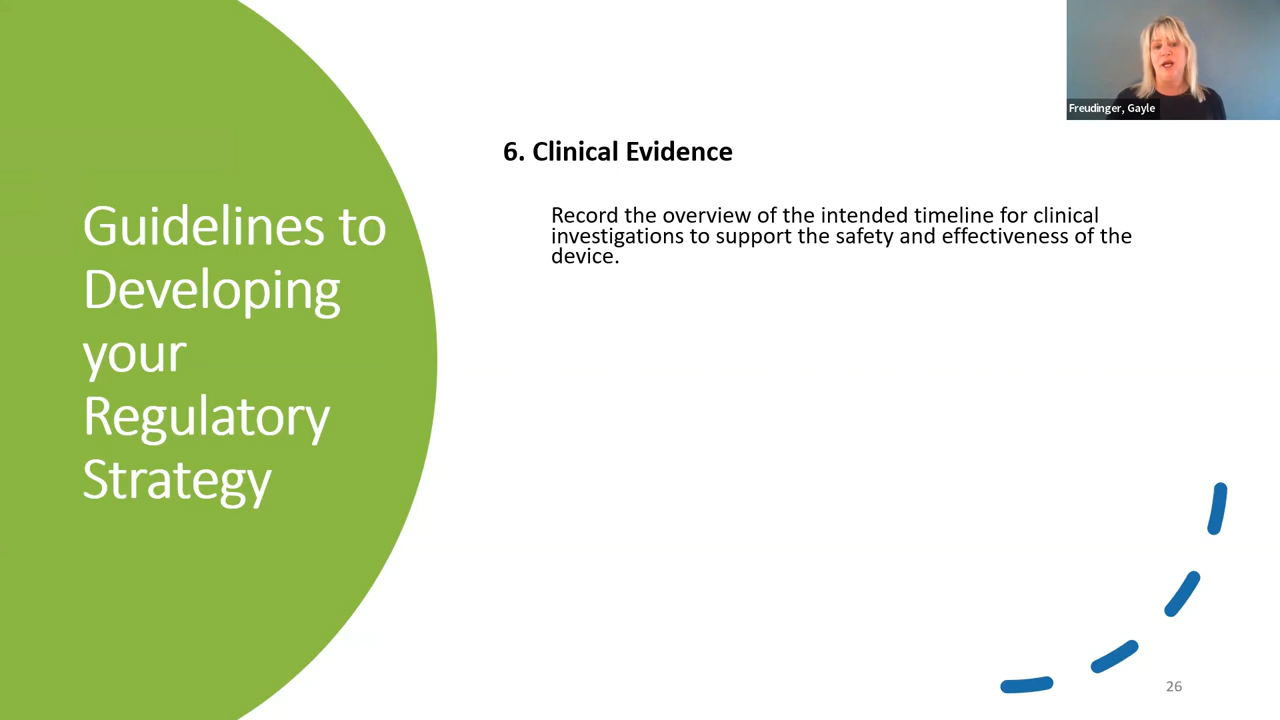 Freudinger, Gayle
Guidelines to
Developing
your
Regulatory
Strategy
6. Clinical Evidence
Record the overview of the intended timeline for clinical
investigations to support the safety and effectiveness of the
device.
26